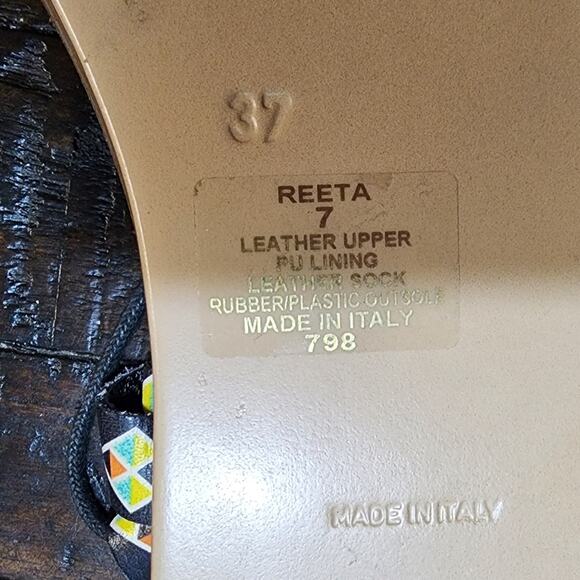 37
REETA
7
LEATHER UPPER
PU LINING
LEATHER SOCK
RUBBER/PLASTIC OUTSOLE
MADE IN ITALY
798
MADE IN ITALY